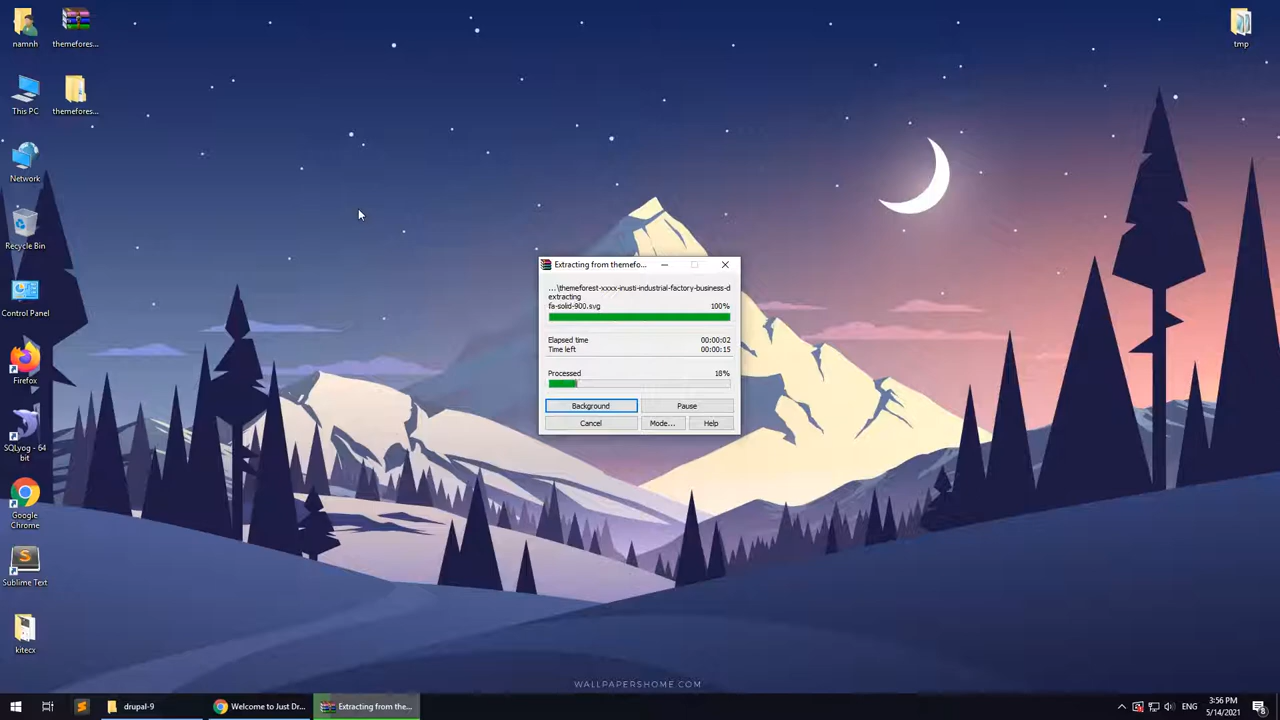 namnh
themefores...
tmp
This PC
themefores...
Network
Recycle Bin
Control Panel
Firefox
SQLyog - 64
bit
Google
Chrome
Sublime Text
kitecx
Extracting from themefo...
...\themeforest-xxxx-inusti-industrial-factory-business-d
extracting
fa-solid-900.svg 100%
Elapsed time 00:00:02
Time left 00:00:15
Processed 18%
Background Pause
Cancel Mode... Help
WALLPAPERSHOME.COM
drupal-9 Welcome to Just Dr... Extracting from the... ENG 3:56 PM
5/14/2021